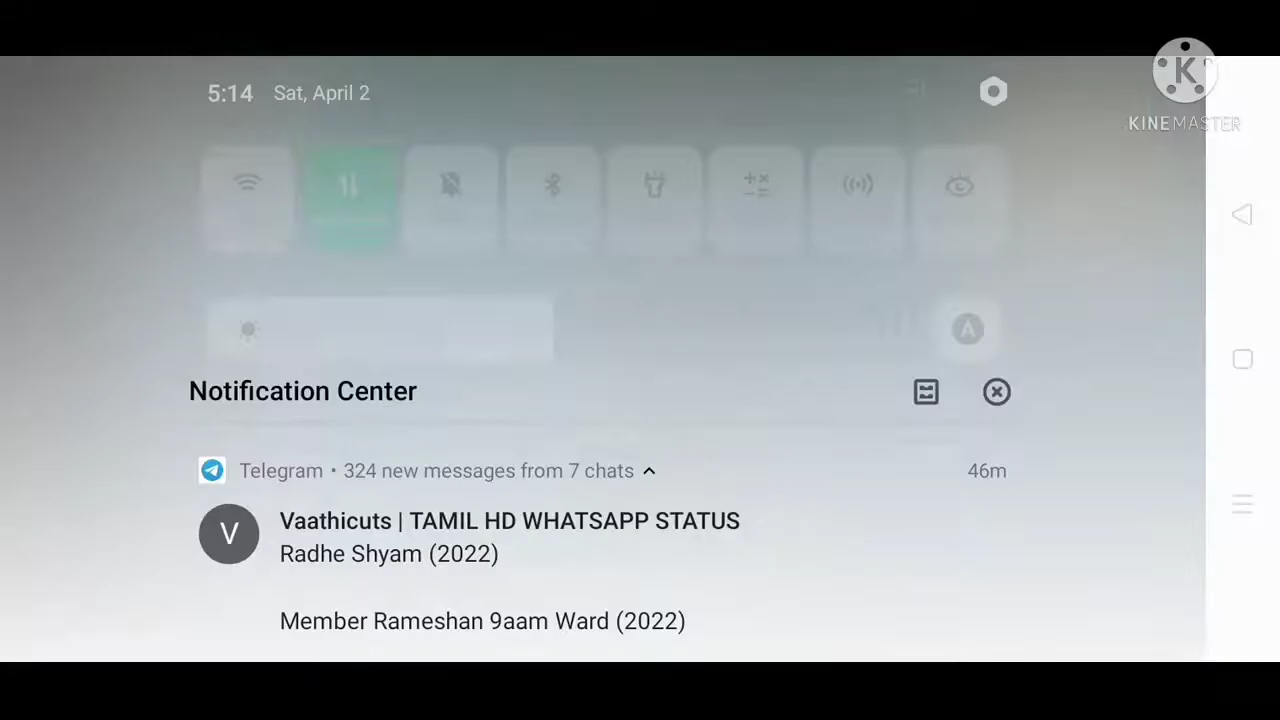 5:14 Sat, April 2
KINEMASTER
Notification Center
Telegram • 324 new messages from 7 chats 46m
V
Vaathicuts | TAMIL HD WHATSAPP STATUS
Radhe Shyam (2022)
Member Rameshan 9aam Ward (2022)